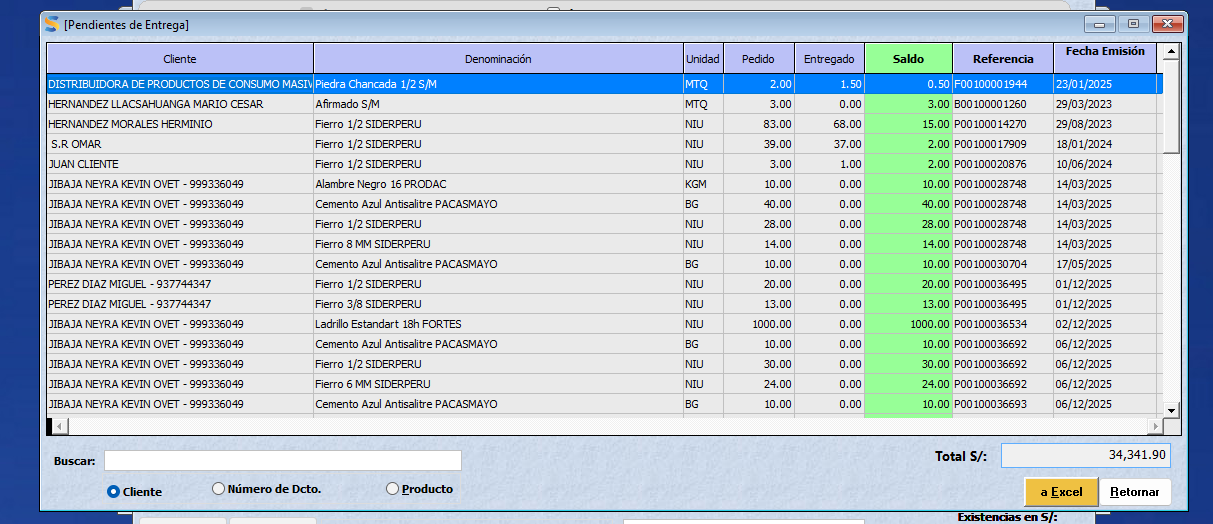 [Pendientes de Entrega]
Cliente Denominación Unidad Pedido Entregado Saldo Referencia Fecha Emisión
DISTRIBUIDORA DE PRODUCTOS DE CONSUMO MASIV Piedra Chancada 1/2 S/M MTQ 2.00 1.50 0.50 F00100001944 23/01/2025
HERNANDEZ LLACSAHUANGA MARIO CESAR Afirmado S/M MTQ 3.00 0.00 3.00 B00100001260 29/03/2023
HERNANDEZ MORALES HERMINIO Fierro 1/2 SIDERPERU NIU 83.00 68.00 15.00 P00100014270 29/08/2023
S.R OMAR Fierro 1/2 SIDERPERU NIU 39.00 37.00 2.00 P00100017909 18/01/2024
JUAN CLIENTE Fierro 1/2 SIDERPERU NIU 3.00 1.00 2.00 P00100020876 10/06/2024
JIBAJA NEYRA KEVIN OVET - 999336049 Alambre Negro 16 PRODAC KGM 10.00 0.00 10.00 P00100028748 14/03/2025
JIBAJA NEYRA KEVIN OVET - 999336049 Cemento Azul Antisalitre PACASMAYO BG 40.00 0.00 40.00 P00100028748 14/03/2025
JIBAJA NEYRA KEVIN OVET - 999336049 Fierro 1/2 SIDERPERU NIU 28.00 0.00 28.00 P00100028748 14/03/2025
JIBAJA NEYRA KEVIN OVET - 999336049 Fierro 8 MM SIDERPERU NIU 14.00 0.00 14.00 P00100028748 14/03/2025
JIBAJA NEYRA KEVIN OVET - 999336049 Cemento Azul Antisalitre PACASMAYO BG 10.00 0.00 10.00 P00100030704 17/05/2025
PEREZ DIAZ MIGUEL - 937744347 Fierro 1/2 SIDERPERU NIU 20.00 0.00 20.00 P00100036495 01/12/2025
PEREZ DIAZ MIGUEL - 937744347 Fierro 3/8 SIDERPERU NIU 13.00 0.00 13.00 P00100036495 01/12/2025
JIBAJA NEYRA KEVIN OVET - 999336049 Ladrillo Estandart 18h FORTES NIU 1000.00 0.00 1000.00 P00100036534 02/12/2025
JIBAJA NEYRA KEVIN OVET - 999336049 Cemento Azul Antisalitre PACASMAYO BG 10.00 0.00 10.00 P00100036692 06/12/2025
JIBAJA NEYRA KEVIN OVET - 999336049 Fierro 1/2 SIDERPERU NIU 30.00 0.00 30.00 P00100036692 06/12/2025
JIBAJA NEYRA KEVIN OVET - 999336049 Fierro 6 MM SIDERPERU NIU 24.00 0.00 24.00 P00100036692 06/12/2025
JIBAJA NEYRA KEVIN OVET - 999336049 Cemento Azul Antisalitre PACASMAYO BG 10.00 0.00 10.00 P00100036693 06/12/2025
Buscar: Total S/: 34,341.90
Cliente Número de Dcto. Producto a Excel Retornar
Existencias en S/: